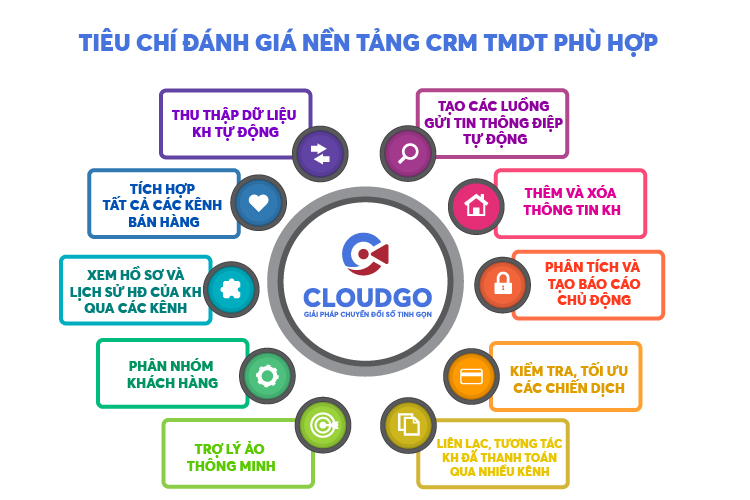 TIÊU CHÍ ĐÁNH GIÁ NỀN TẢNG CRM TMDT PHÙ HỢP
THU THẬP DỮ LIỆU
KH TỰ ĐỘNG
TÍCH HỢP
TẤT CẢ CÁC KÊNH
BÁN HÀNG
XEM HỒ SƠ VÀ
LỊCH SỬ HĐ CỦA KH
QUA CÁC KÊNH
PHÂN NHÓM
KHÁCH HÀNG
TRỢ LÝ ẢO
THÔNG MINH
CLOUDGO
GIẢI PHÁP CHUYỂN ĐỔI SỐ TINH GỌN
TẠO CÁC LUỒNG
GỬI TIN THÔNG ĐIỆP
TỰ ĐỘNG
THÊM VÀ XÓA
THÔNG TIN KH
PHÂN TÍCH VÀ
TẠO BÁO CÁO
CHỦ ĐỘNG
KIỂM TRA, TỐI ƯU
CÁC CHIẾN DỊCH
LIÊN LẠC, TƯƠNG TÁC
KH ĐÃ THANH TOÁN
QUA NHIỀU KÊNH